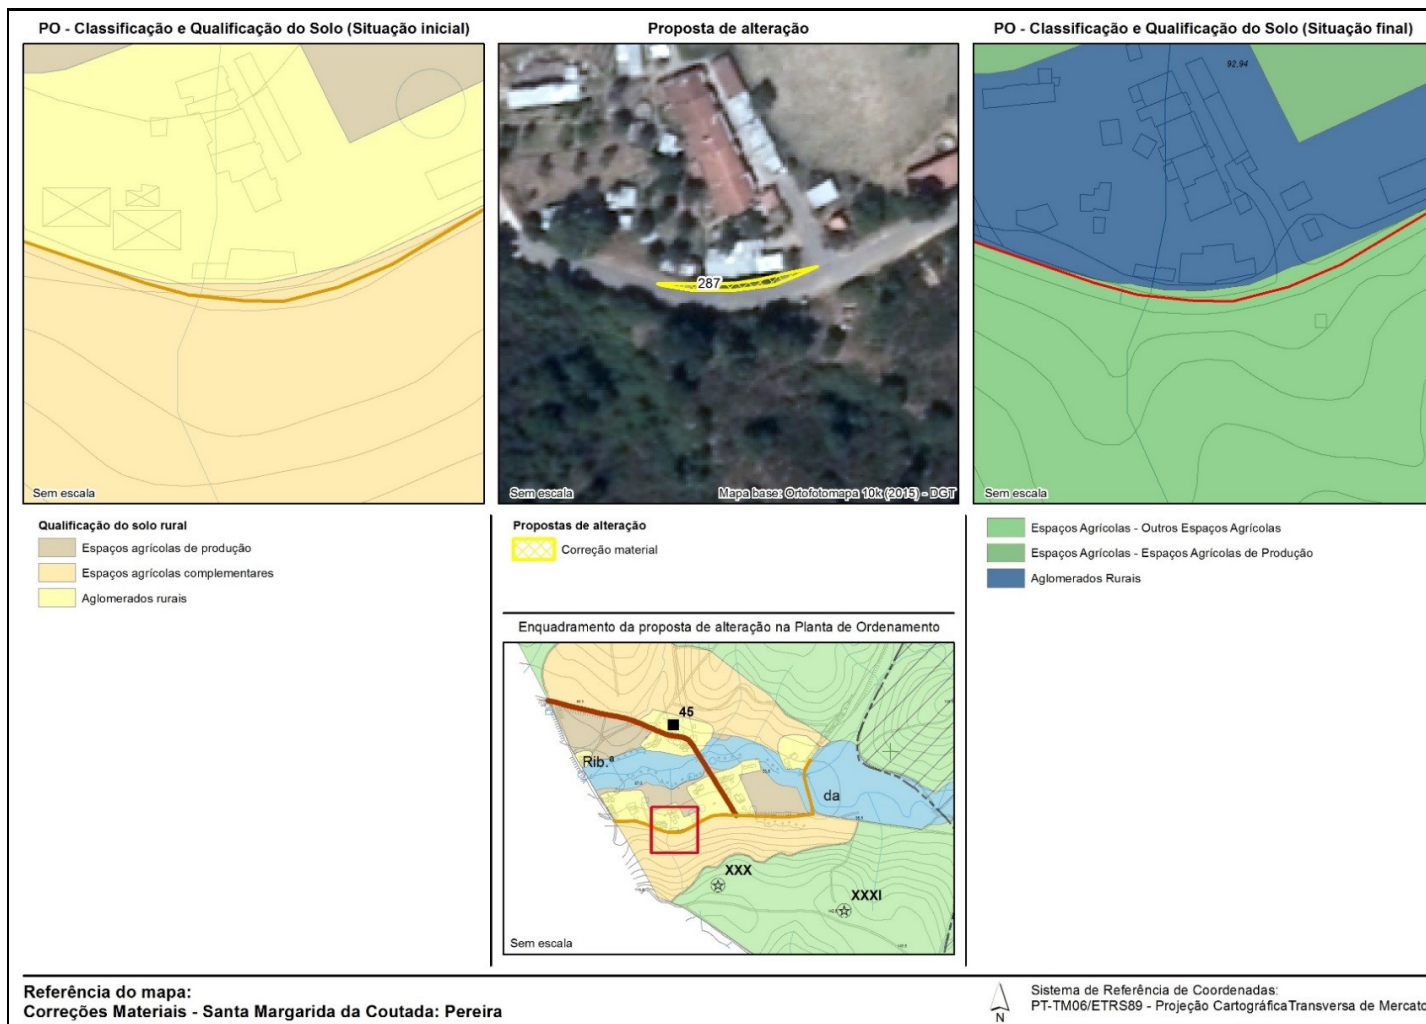 PO - Classificação e Qualificação do Solo (Situação inicial)
Proposta de alteração
PO - Classificação e Qualificação do Solo (Situação final)
92,94
287
Sem escala
Sem escala
Mapa base: Ortofotomapa 10k (2015) - DGT
Sem escala
Qualificação do solo rural
Espaços agrícolas de produção
Espaços agrícolas complementares
Aglomerados rurais
Propostas de alteração
Correção material
Espaços Agrícolas - Outros Espaços Agrícolas
Espaços Agrícolas - Espaços Agrícolas de Produção
Aglomerados Rurais
Enquadramento da proposta de alteração na Planta de Ordenamento
45
Rib.ª
da
XXX
XXXI
Sem escala
Referência do mapa:
Correções Materiais - Santa Margarida da Coutada: Pereira
N
Sistema de Referência de Coordenadas:
PT-TM06/ETRS89 - Projeção CartográficaTransversa de Mercato